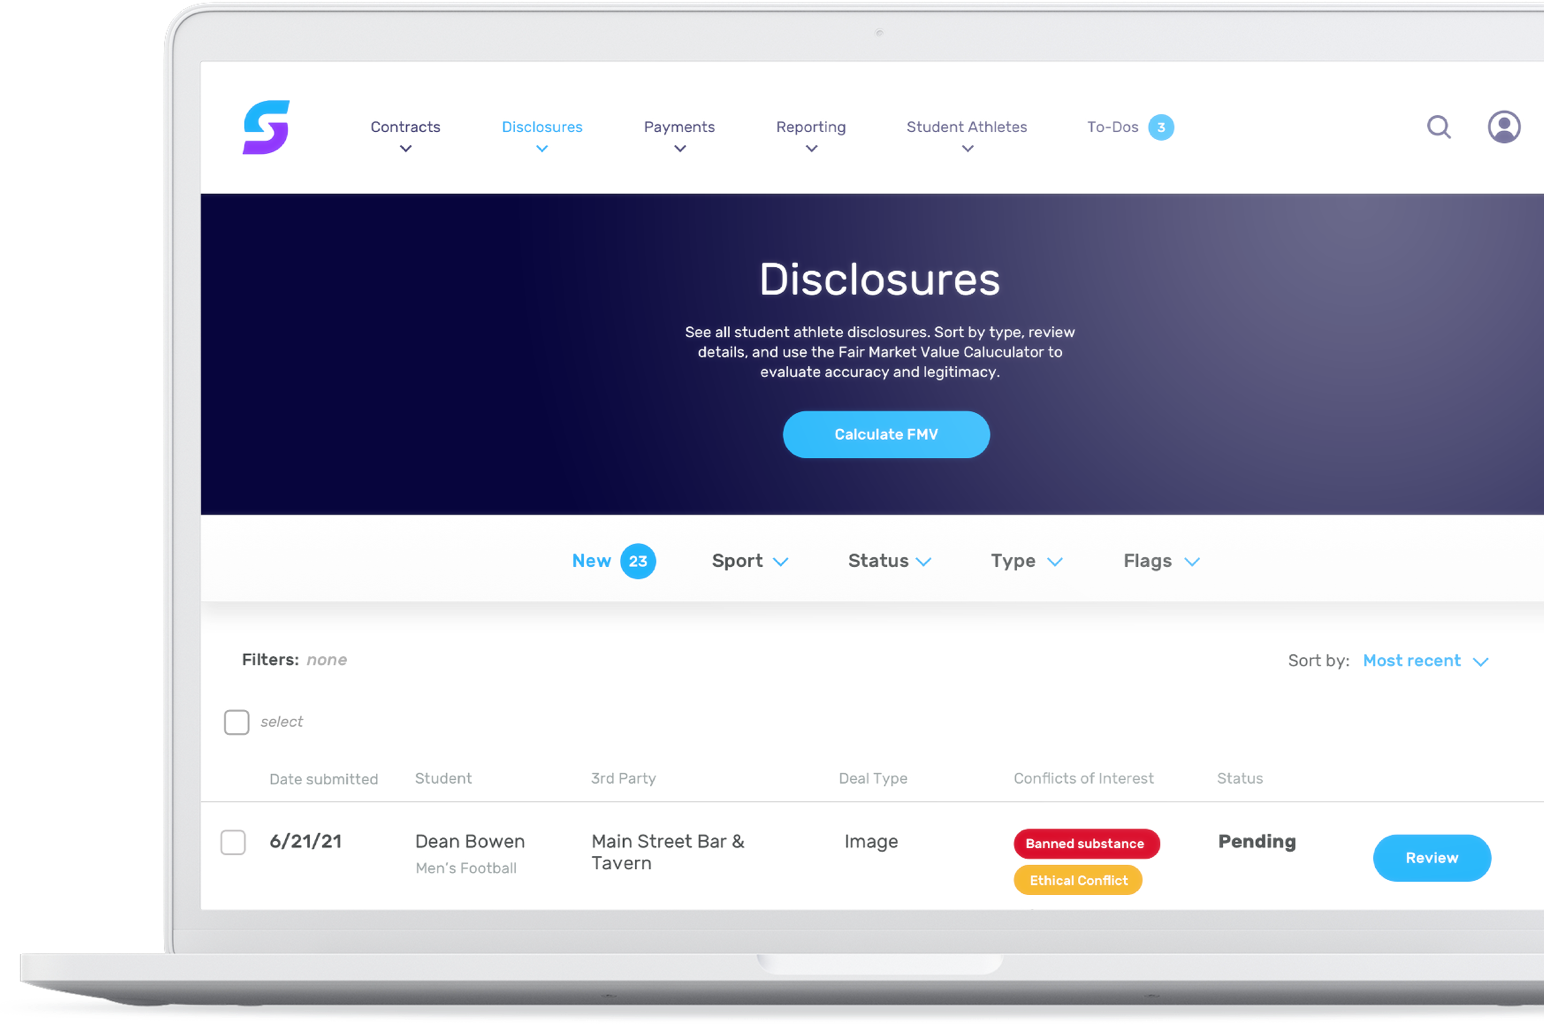 Contracts
Disclosures
Payments
Reporting
Student Athletes
To-Dos 3
Disclosures
See all student athlete disclosures. Sort by type, review
details, and use the Fair Market Value Caluculator to
evaluate accuracy and legitimacy.
Calculate FMV
New 23
Sport
Status
Type
Flags
Filters: none
Sort by: Most recent
select
Date submitted
Student
3rd Party
Deal Type
Conflicts of Interest
Status
6/21/21
Dean Bowen
Men's Football
Main Street Bar &
Tavern
Image
Banned substance
Ethical Conflict
Pending
Review